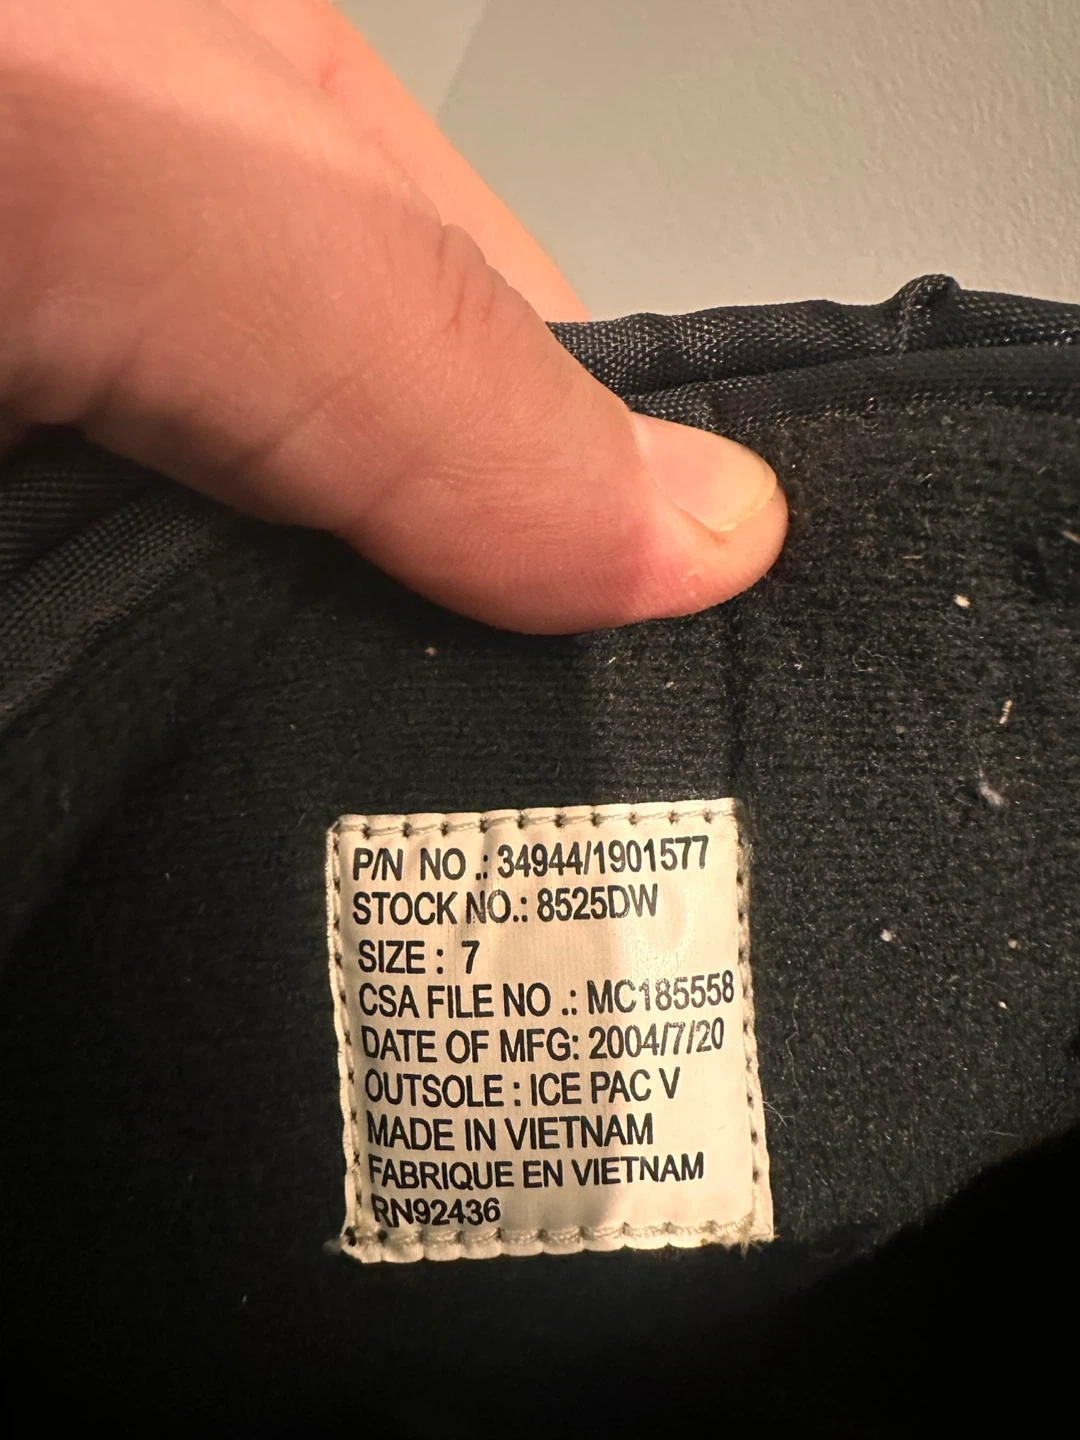 P/N NO .: 34944/1901577
STOCK NO.: 8525DW
SIZE : 7
CSA FILE NO .: MC185558
DATE OF MFG: 2004/7/20
OUTSOLE : ICE PAC V
MADE IN VIETNAM
FABRIQUE EN VIETNAM
RN92436